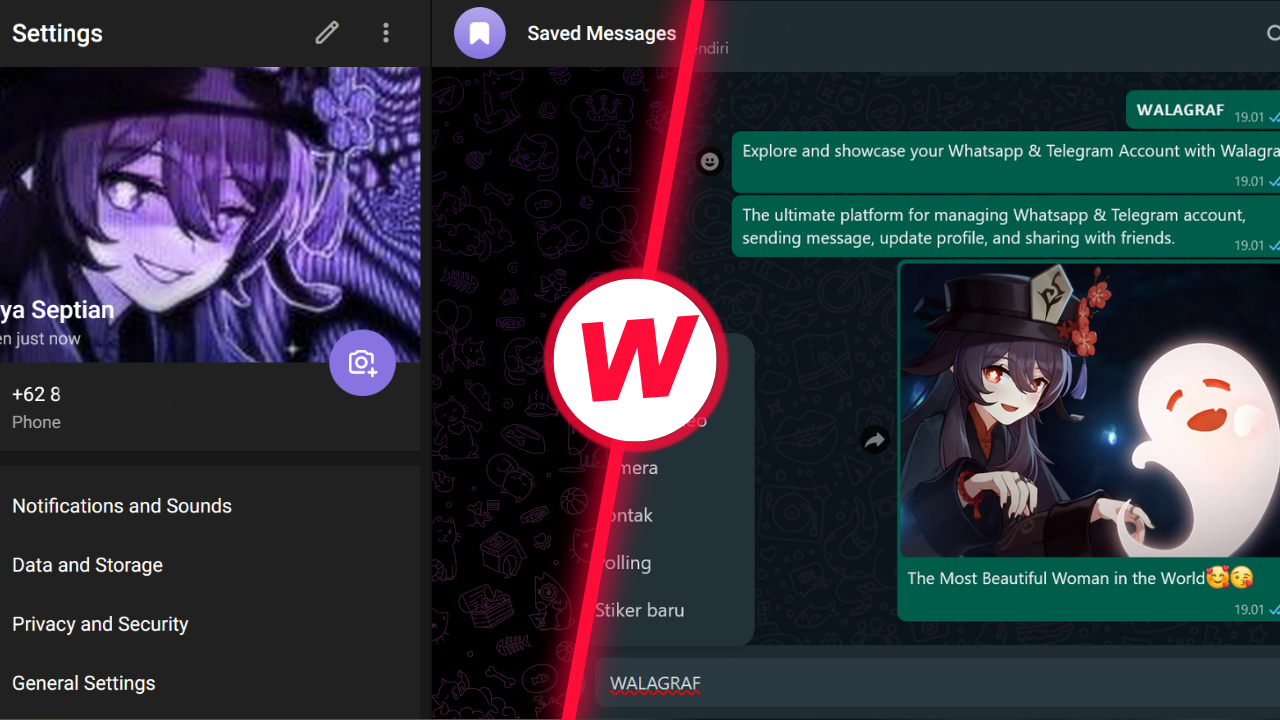 Settings
ya Septian
n just now
+62 8
Phone
Notifications and Sounds
Data and Storage
Privacy and Security
General Settings
Saved Messages
W
endiri
WALAGRAF 19.01
Explore and showcase your Whatsapp & Telegram Account with Walagra
19.01
The ultimate platform for managing Whatsapp & Telegram account,
sending message, update profile, and sharing with friends.
19.01
The Most Beautiful Woman in the World🥰😘
19.01
eo
mera
ontak
olling
Stiker baru
WALAGRAF